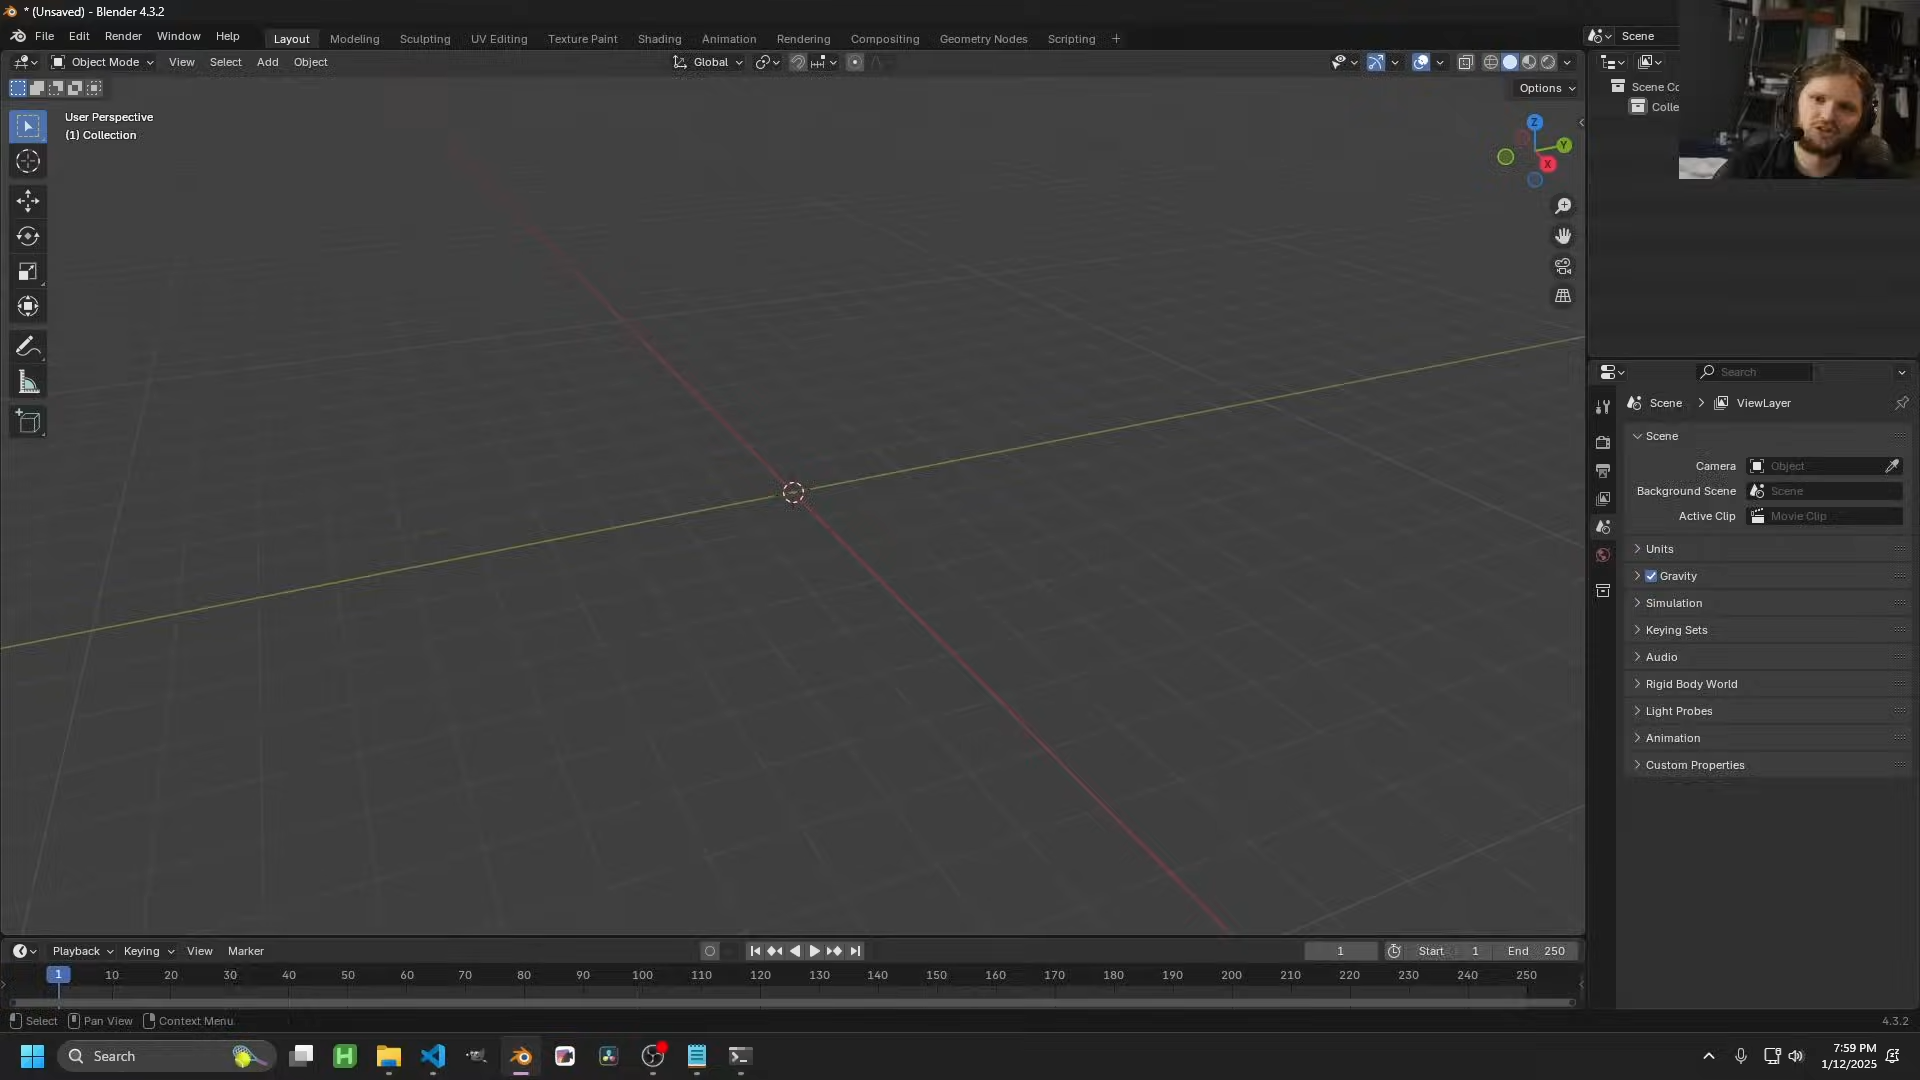 * (Unsaved) - Blender 4.3.2
File Edit Render Window Help
Layout Modeling Sculpting UV Editing Texture Paint Shading Animation Rendering Compositing Geometry Nodes Scripting +
Scene
Object Mode View Select Add Object
Global
Options
User Perspective
(1) Collection
Z
Y
X
Scene Cc
Colle
Search
Scene > ViewLayer
Scene
Camera Object
Background Scene Scene
Active Clip Movie Clip
Units
Gravity
Simulation
Keying Sets
Audio
Rigid Body World
Light Probes
Animation
Custom Properties
Playback Keying View Marker
1 Start 1 End 250
1 10 20 30 40 50 60 70 80 90 100 110 120 130 140 150 160 170 180 190 200 210 220 230 240 250
Select Pan View Context Menu
4.3.2
Search
H
7:59 PM
1/12/2025